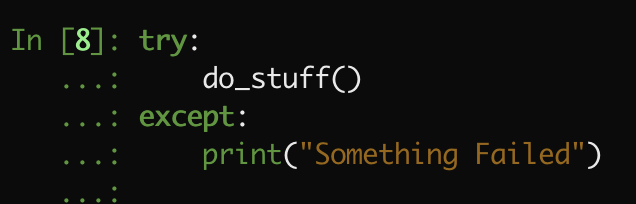 In [8]: try:
   ...:     do_stuff()
   ...: except:
   ...:     print("Something Failed")
   ...: